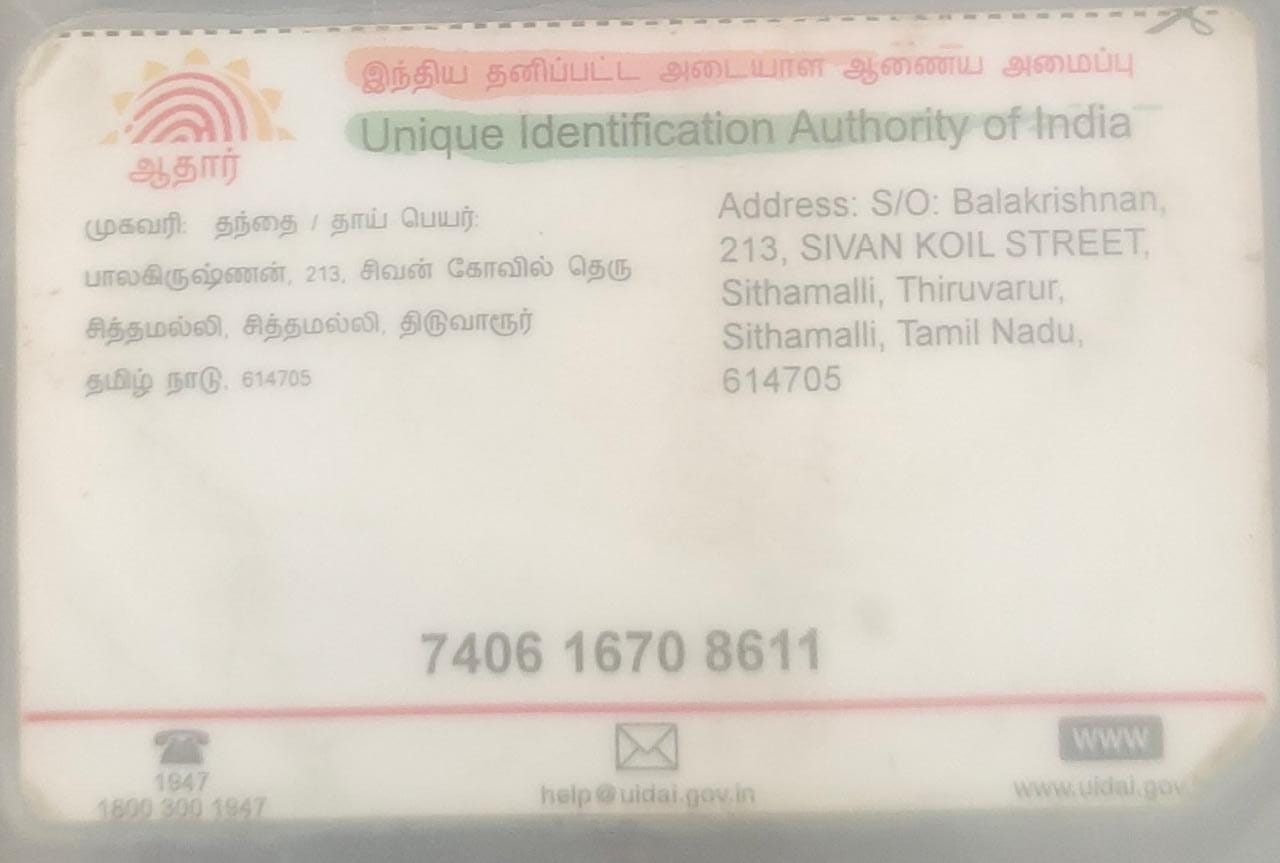 இந்திய தனிப்பட்ட அடையாள ஆணைய அமைப்பு
Unique Identification Authority of India
ஆதார்
முகவரி: தந்தை / தாய் பெயர்:
பாலகிருஷ்ணன், 213, சிவன் கோவில் தெரு
சித்தமல்லி, சித்தமல்லி, திருவாரூர்
தமிழ் நாடு, 614705
Address: S/O: Balakrishnan,
213, SIVAN KOIL STREET,
Sithamalli, Thiruvarur,
Sithamalli, Tamil Nadu,
614705
7406 1670 8611
1947
1800 300 1947
help@uidai.gov.in
www
www.uidai.gov